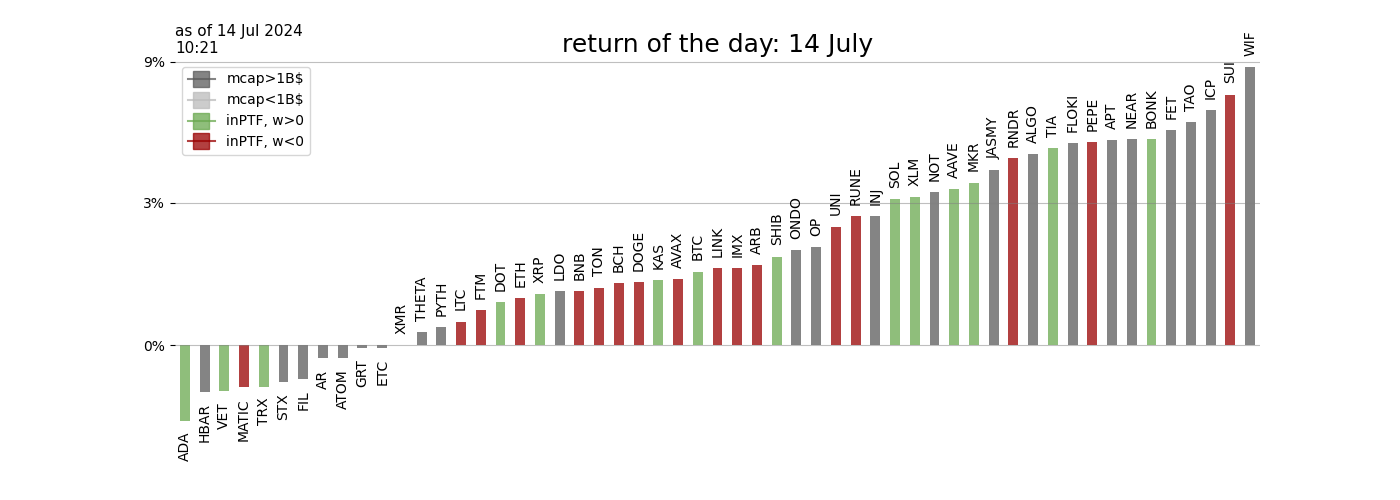 as of 14 Jul 2024
10:21
return of the day: 14 July
9%
3%
0%
mcap>1B$
mcap<1B$
inPTF, w>0
inPTF, w<0
ADA
HBAR
VET
MATIC
TRX
STX
FIL
AR
ATOM
GRT
ETC
XMR
THETA
PYTH
LTC
FTM
DOT
ETH
XRP
LDO
BNB
TON
BCH
DOGE
KAS
AVAX
BTC
LINK
IMX
ARB
SHIB
ONDO
OP
UNI
RUNE
INJ
SOL
XLM
NOT
AAVE
MKR
JASMY
RNDR
ALGO
TIA
FLOKI
PEPE
APT
NEAR
BONK
FET
TAO
ICP
SUI
WIF